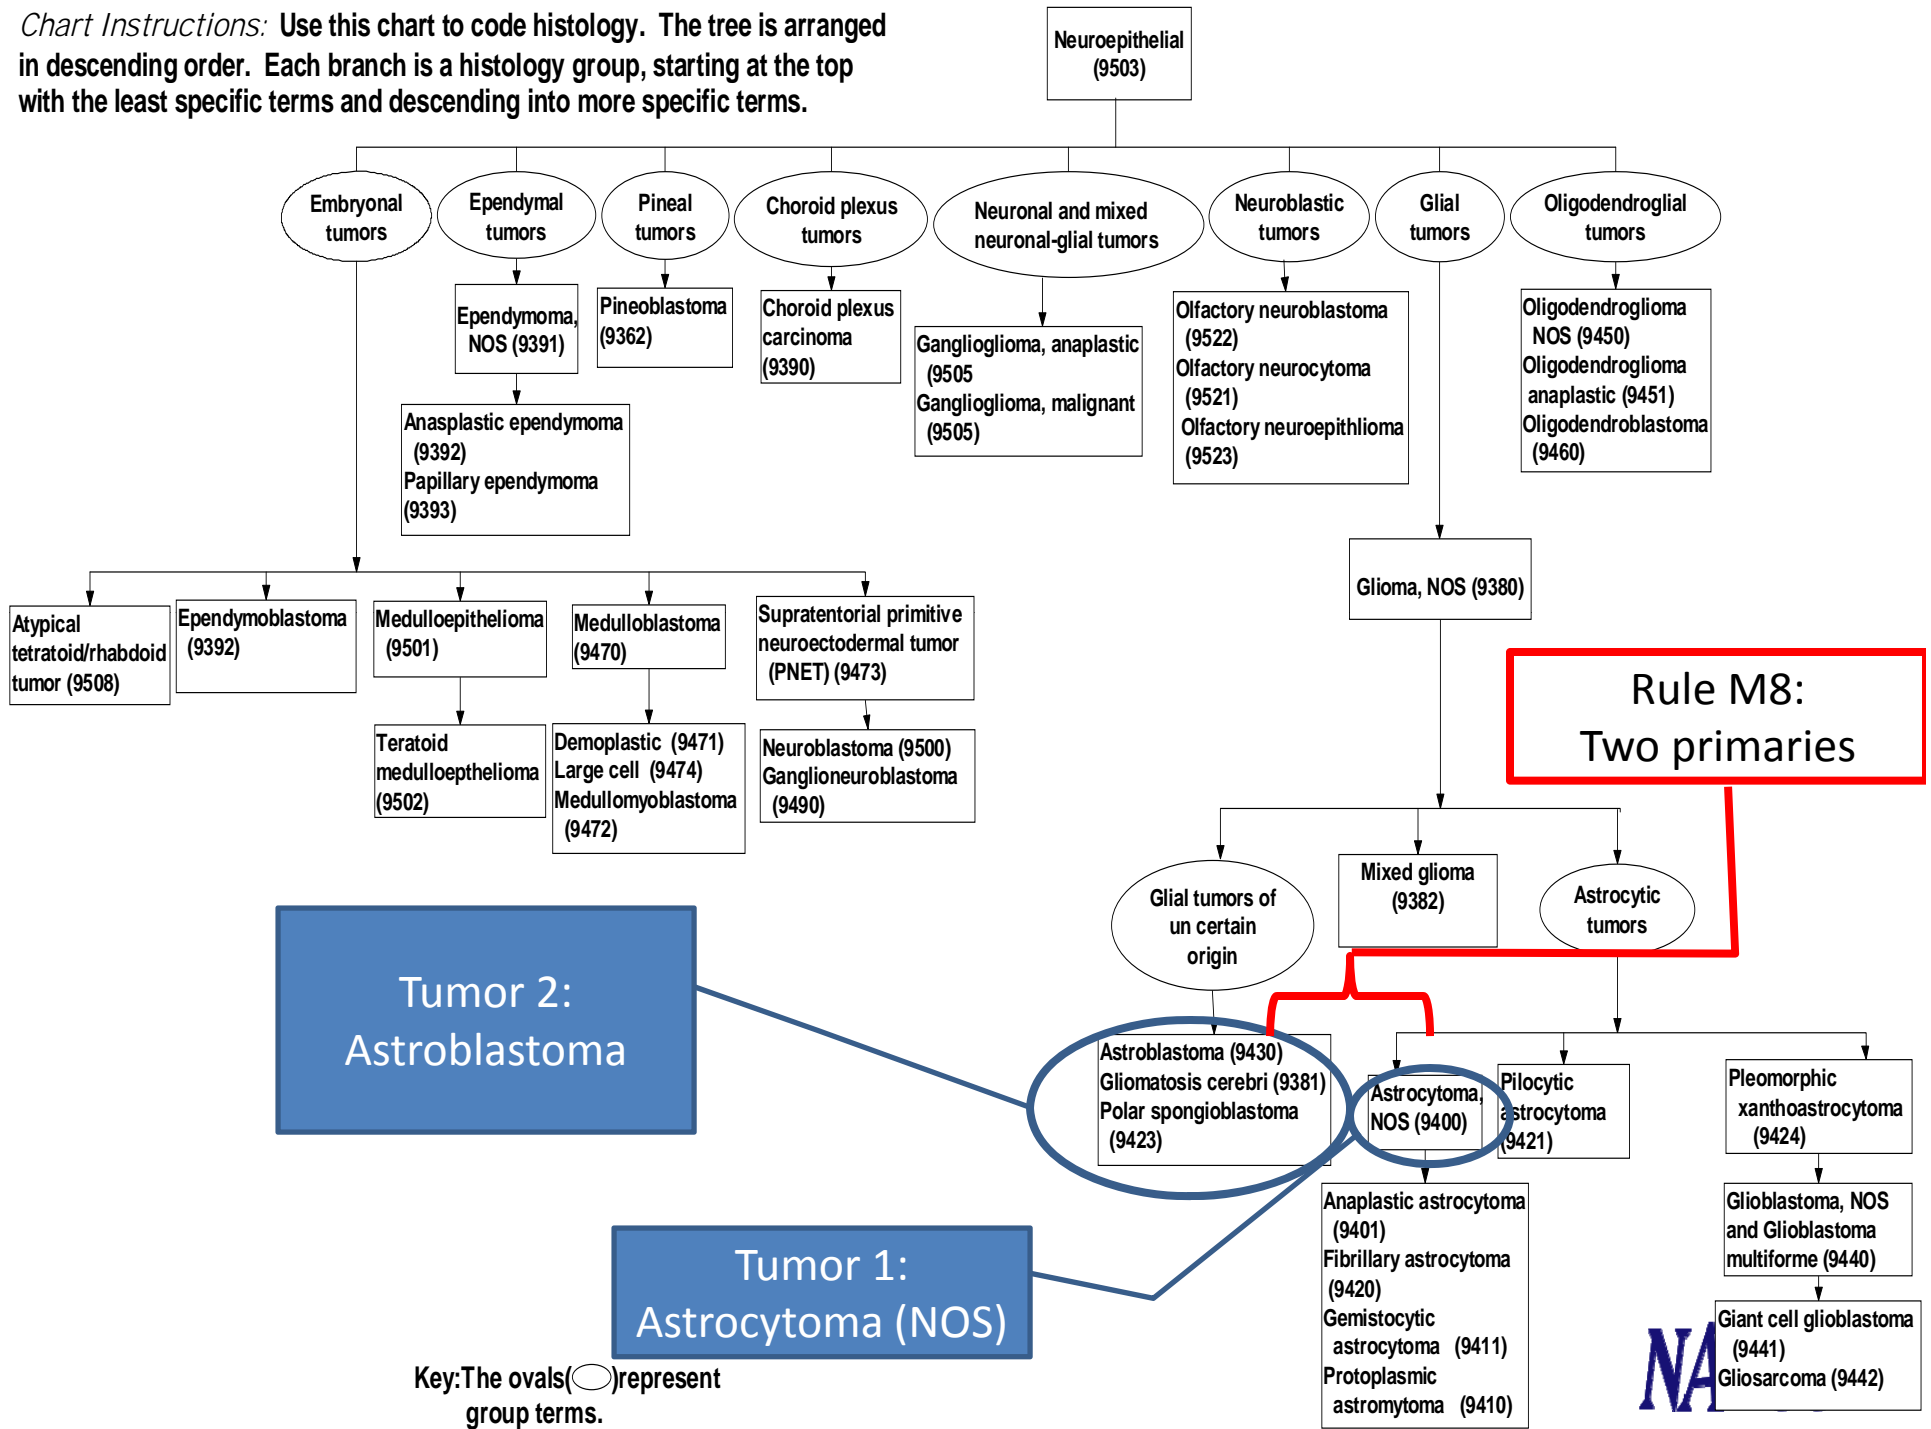 Chart Instructions: Use this chart to code histology. The tree is arranged
in descending order. Each branch is a histology group, starting at the top
with the least specific terms and descending into more specific terms.
Neuroepithelial
(9503)
Embryonal
tumors
Ependymal
tumors
Pineal
tumors
Choroid plexus
tumors
Neuronal and mixed
neuronal-glial tumors
Neuroblastic
tumors
Glial
tumors
Oligodendroglial
tumors
Ependymoma,
NOS (9391)
Pineoblastoma
(9362)
Choroid plexus
carcinoma
(9390)
Ganglioglioma, anaplastic
(9505
Ganglioglioma, malignant
(9505)
Olfactory neuroblastoma
(9522)
Olfactory neurocytoma
(9521)
Olfactory neuroepithlioma
(9523)
Oligodendroglioma
NOS (9450)
Oligodendroglioma
anaplastic (9451)
Oligodendroblastoma
(9460)
Anasplastic ependymoma
(9392)
Papillary ependymoma
(9393)
Glioma, NOS (9380)
Atypical
tetratoid/rhabdoid
tumor (9508)
Ependymoblastoma
(9392)
Medulloepithelioma
(9501)
Medulloblastoma
(9470)
Supratentorial primitive
neuroectodermal tumor
(PNET) (9473)
Teratoid
medulloepthelioma
(9502)
Demoplastic (9471)
Large cell (9474)
Medullomyoblastoma
(9472)
Neuroblastoma (9500)
Ganglioneuroblastoma
(9490)
Rule M8:
Two primaries
Glial tumors of
un certain
origin
Mixed glioma
(9382)
Astrocytic
tumors
Tumor 2:
Astroblastoma
Astroblastoma (9430)
Gliomatosis cerebri (9381)
Polar spongioblastoma
(9423)
Astrocytoma,
NOS (9400)
Pilocytic
astrocytoma
(9421)
Pleomorphic
xanthoastrocytoma
(9424)
Anaplastic astrocytoma
(9401)
Fibrillary astrocytoma
(9420)
Gemistocytic
astrocytoma (9411)
Protoplasmic
astromytoma (9410)
Glioblastoma, NOS
and Glioblastoma
multiforme (9440)
Giant cell glioblastoma
(9441)
Gliosarcoma (9442)
Tumor 1:
Astrocytoma (NOS)
Key:The ovals( )represent
group terms.